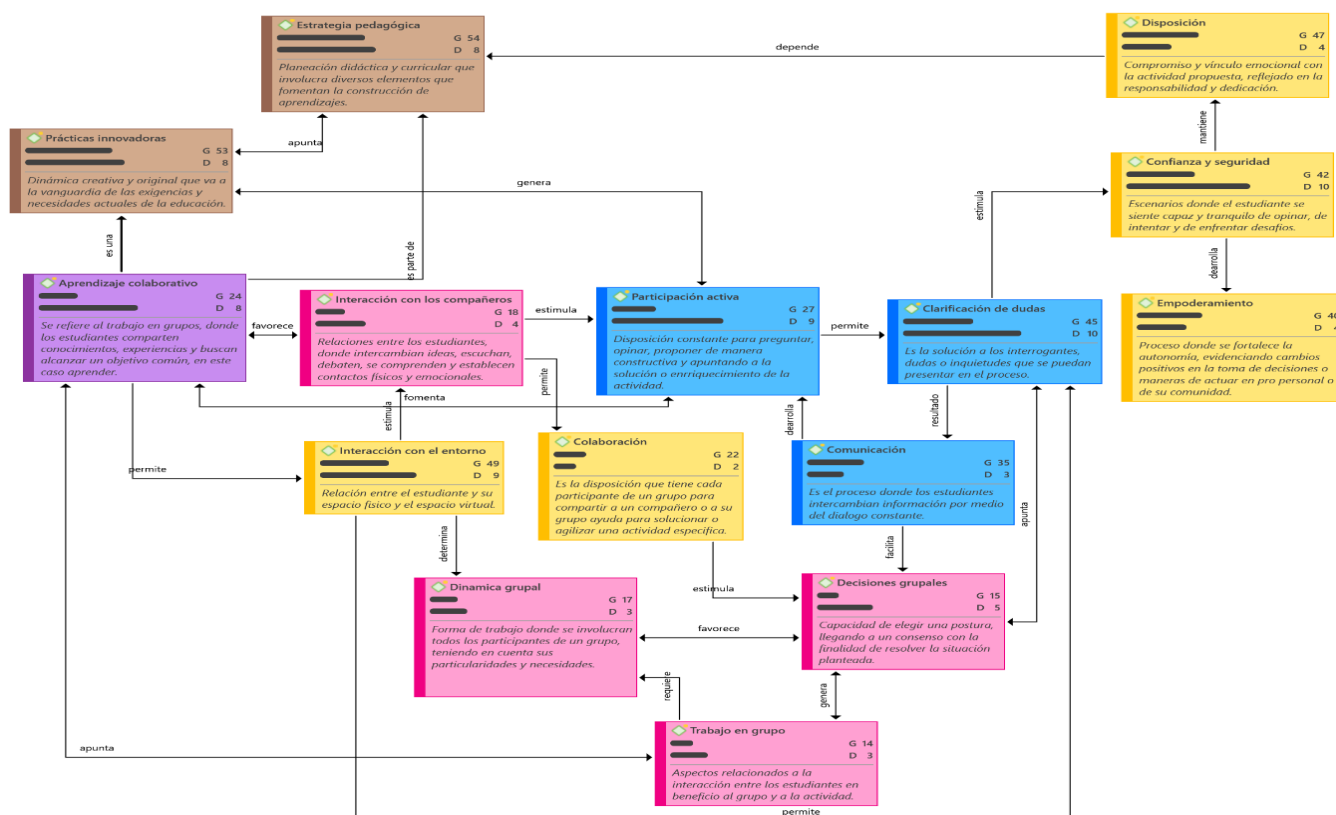 Estrategia pedagógica
G 54
D 8
Planeación didáctica y curricular que
involucra diversos elementos que
fomentan la construcción de
aprendizajes.
Disposición
G 47
D 4
Compromiso y vínculo emocional con
la actividad propuesta, reflejado en la
responsabilidad y dedicación.
depende
Prácticas innovadoras
G 53
D 8
Dinámica creativa y original que va a
la vanguardia de las exigencias y
necesidades actuales de la educación.
apunta
mantiene
Confianza y seguridad
G 42
D 10
Escenarios donde el estudiante se
siente capaz y tranquilo de opinar, de
intentar y de enfrentar desafíos.
genera
estimula
es una
es parte de
dearrolla
Aprendizaje colaborativo
G 24
D 8
Se refiere al trabajo en grupos, donde
los estudiantes comparten
conocimientos, experiencias y buscan
alcanzar un objetivo común, en este
caso aprender.
favorece
Interacción con los compañeros
G 18
D 4
Relaciones entre los estudiantes,
donde intercambian ideas, escuchan,
debaten, se comprenden y establecen
contactos físicos y emocionales.
estimula
Participación activa
G 27
D 9
Disposición constante para preguntar,
opinar, proponer de manera
constructiva y apuntando a la
solución o enrriquecimiento de la
actividad.
permite
Clarificación de dudas
G 45
D 10
Es la solución a los interrogantes,
dudas o inquietudes que se puedan
presentar en el proceso.
Empoderamiento
G 40
Proceso donde se fortalece la
autonomía, evidenciando cambios
positivos en la toma de decisiones o
maneras de actuar en pro personal o
de su comunidad.
permite
fomenta
estimula
dearrolla
resultado
permite
Interacción con el entorno
G 49
D 9
Relación entre el estudiante y su
espacio físico y el espacio virtual.
Colaboración
G 22
D 2
Es la disposición que tiene cada
participante de un grupo para
compartir a un compañero o a su
grupo ayuda para solucionar o
agilizar una actividad especifica.
Comunicación
G 35
D 3
Es el proceso donde los estudiantes
intercambian información por medio
del dialogo constante.
apunta
determina
facilita
Dinamica grupal
G 17
D 3
Forma de trabajo donde se involucran
todos los participantes de un grupo,
teniendo en cuenta sus
particularidades y necesidades.
estimula
favorece
Decisiones grupales
G 15
D 5
Capacidad de elegir una postura,
llegando a un consenso con la
finalidad de resolver la situación
planteada.
requiere
genera
apunta
Trabajo en grupo
G 14
D 3
Aspectos relacionados a la
interacción entre los estudiantes en
beneficio al grupo y a la actividad.
permite